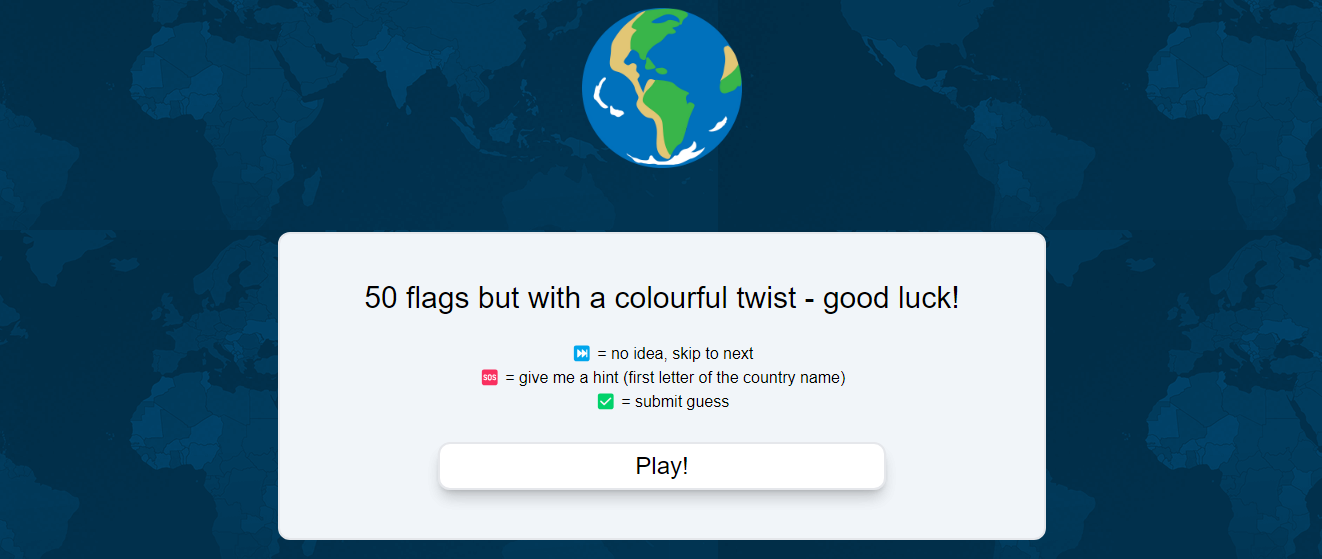 50 flags but with a colourful twist - good luck!
⏭ = no idea, skip to next
🆘 = give me a hint (first letter of the country name)
✅ = submit guess
Play!